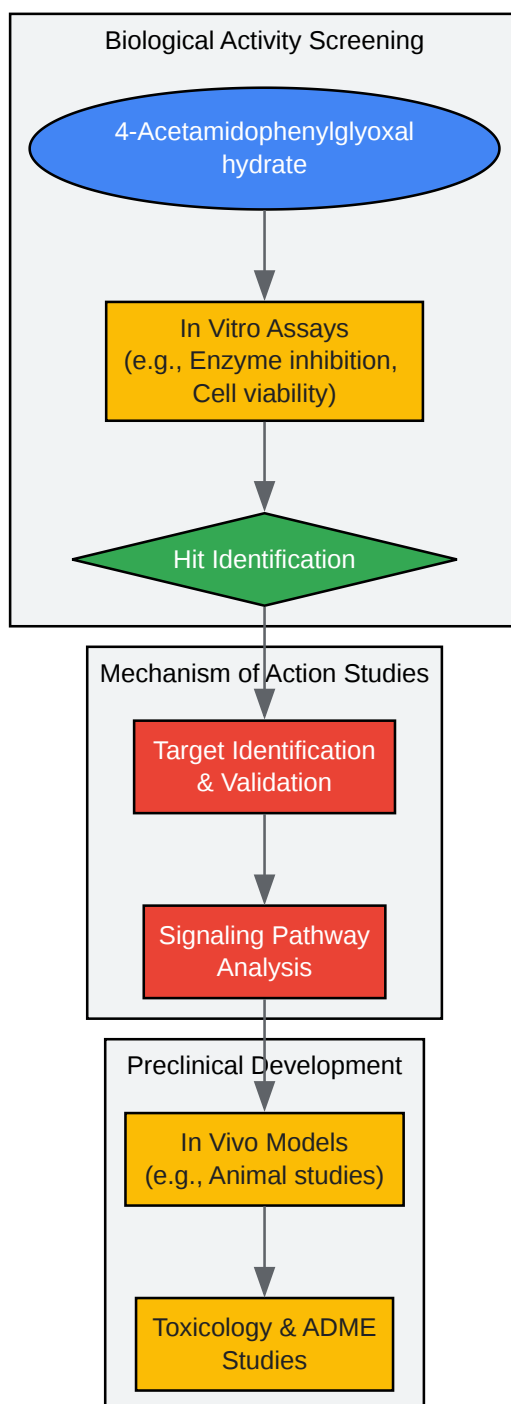 Biological Activity Screening
4-Acetamidophenylglyoxal
hydrate
In Vitro Assays
(e.g., Enzyme inhibition,
Cell viability)
Hit Identification
Mechanism of Action Studies
Target Identification
& Validation
Signaling Pathway
Analysis
Preclinical Development
In Vivo Models
(e.g., Animal studies)
Toxicology & ADME
Studies